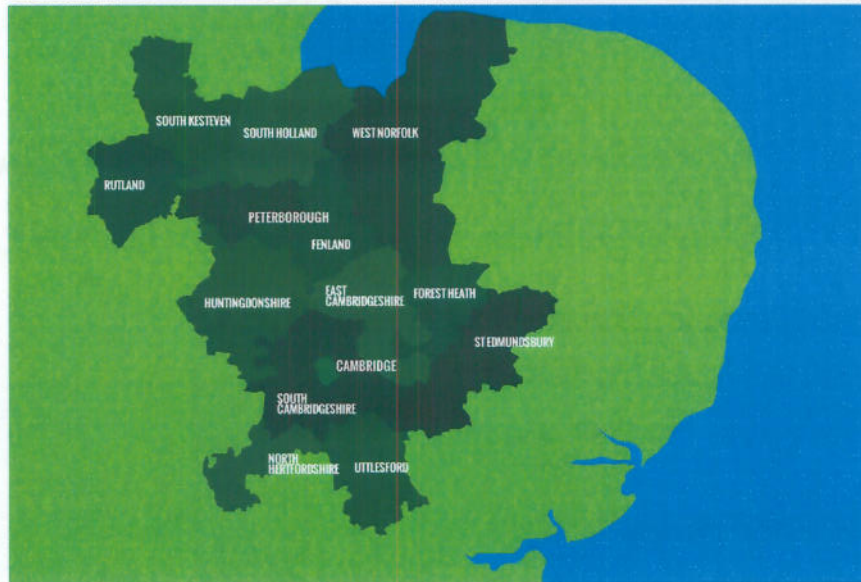 SOUTH KESTEVEN
SOUTH HOLLAND
WEST NORFOLK
RUTLAND
PETERBOROUGH
FENLAND
EAST
CAMBRIDGESHIRE
FOREST HEATH
HUNTINGDONSHIRE
ST EDMUNDSBURY
CAMBRIDGE
SOUTH
CAMBRIDGESHIRE
NORTH
HERTFORDSHIRE
UTTLESFORD